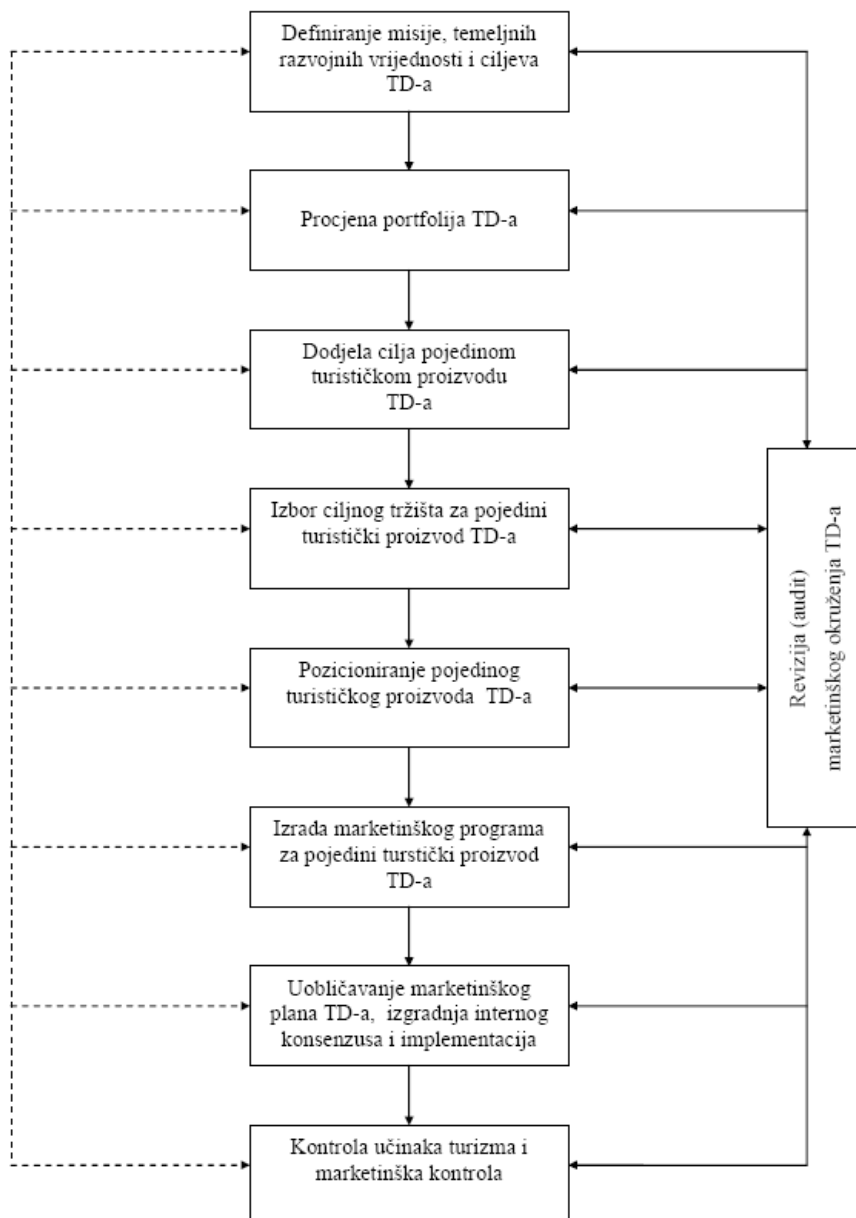 Definiranje misije, temeljnih
razvojnih vrijednosti i ciljeva
TD-a
Procjena portfolija TD-a
Dodjela cilja pojedinom
turističkom proizvodu
TD-a
Izbor ciljnog tržišta za pojedini
turistički proizvod TD-a
Pozicioniranje pojedinog
turističkog proizvoda TD-a
Izrada marketinškog programa
za pojedini turstički proizvod
TD-a
Uobličavanje marketinškog
plana TD-a, izgradnja internog
konsenzusa i implementacija
Kontrola učinaka turizma i
marketinška kontrola
Revizija (audit)
marketinškog okruženja TD-a